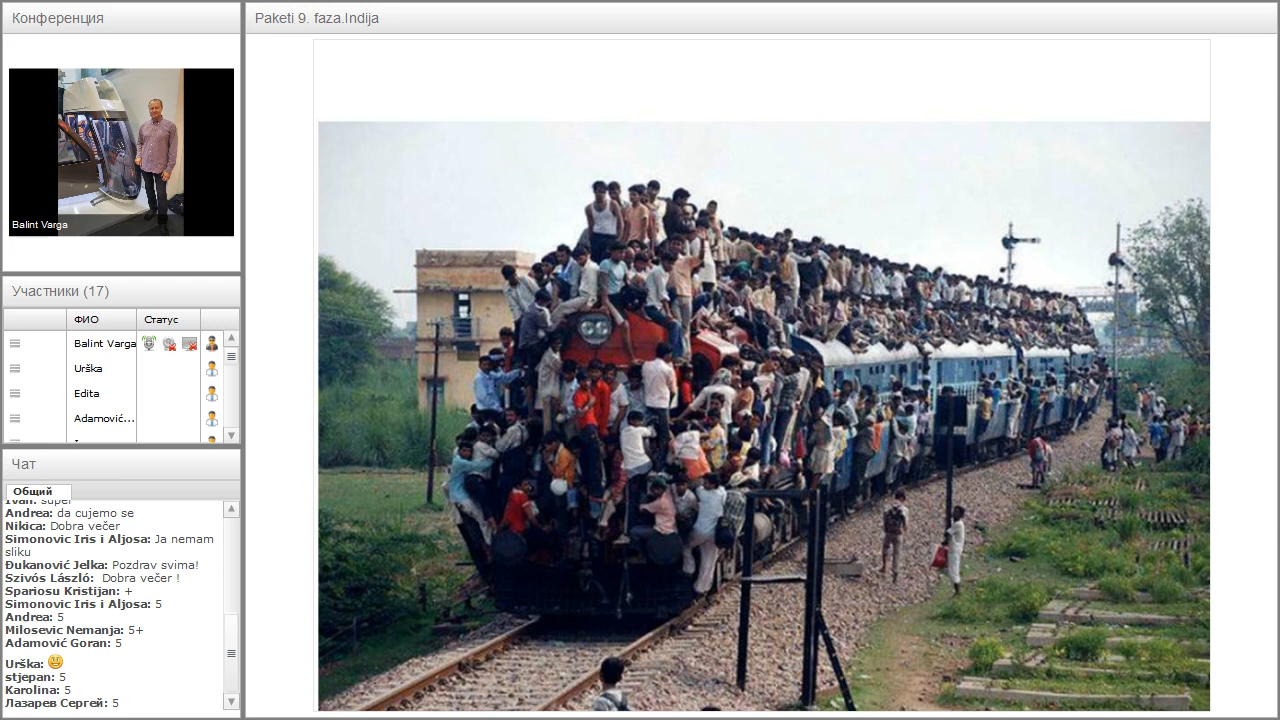 Конференция
Balint Varga
Участники (17)
ФИО Статус
Balint Varga
Urška
Edita
Adamović...
Чат
Общий
Ivan: super
Andrea: da cujemo se
Nikica: Dobra večer
Simonovic Iris i Aljosa: Ja nemam
sliku
Đukanović Jelka: Pozdrav svima!
Szivós László: Dobra večer !
Spariosu Kristijan: +
Simonovic Iris i Aljosa: 5
Andrea: 5
Milosevic Nemanja: 5+
Adamović Goran: 5
Urška:
stjepan: 5
Karolina: 5
Лазарев Сергей: 5
Paketi 9. faza.Indija